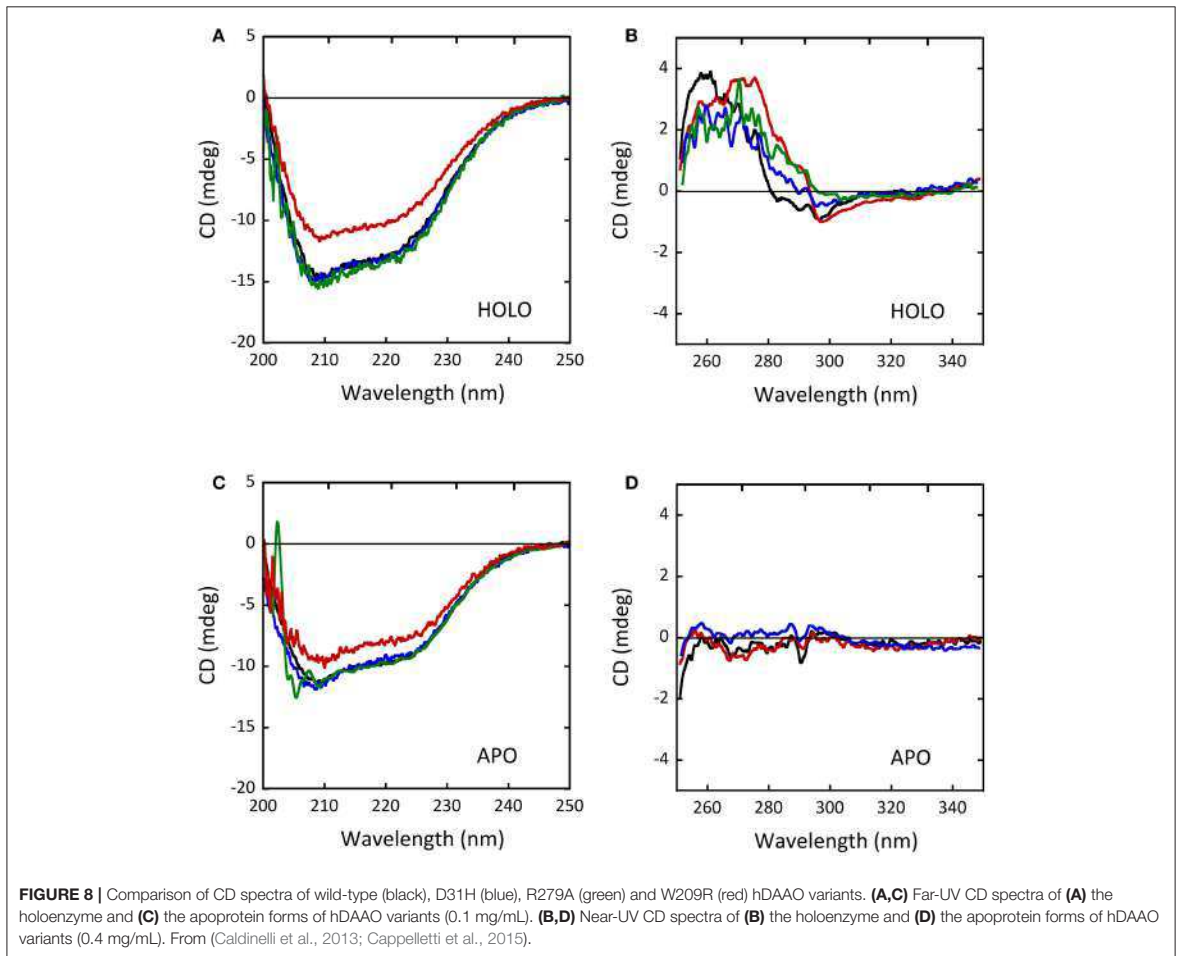 A
5
0
-5
-10
-15
-20
CD (mdeg)
HOLO
200 210 220 230 240 250
Wavelength (nm)
B
4
2
0
-2
-4
CD (mdeg)
HOLO
260 280 300 320 340
Wavelength (nm)
C
5
0
-5
-10
-15
-20
CD (mdeg)
APO
200 210 220 230 240 250
Wavelength (nm)
D
4
2
0
-2
-4
CD (mdeg)
APO
260 280 300 320 340
Wavelength (nm)
FIGURE 8 | Comparison of CD spectra of wild-type (black), D31H (blue), R279A (green) and W209R (red) hDAAO variants. (A,C) Far-UV CD spectra of (A) the
holoenzyme and (C) the apoprotein forms of hDAAO variants (0.1 mg/mL). (B,D) Near-UV CD spectra of (B) the holoenzyme and (D) the apoprotein forms of hDAAO
variants (0.4 mg/mL). From (Caldinelli et al., 2013; Cappelletti et al., 2015).